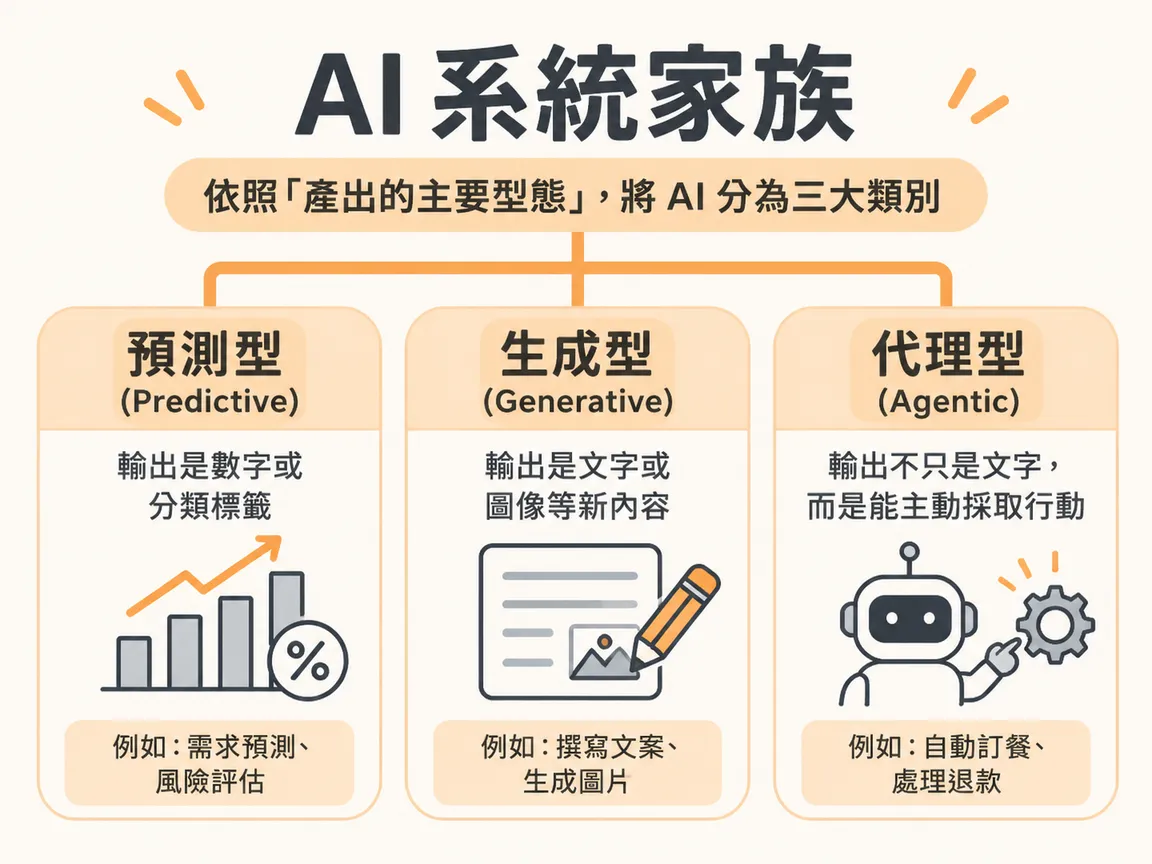 AI 系統家族
依照「產出的主要型態」，將 AI 分為三大類別
預測型
(Predictive)
輸出是數字或
分類標籤
%
例如：需求預測、
風險評估
生成型
(Generative)
輸出是文字或
圖像等新內容
例如：撰寫文案、
生成圖片
代理型
(Agentic)
輸出不只是文字，
而是能主動採取行動
例如：自動訂餐、
處理退款